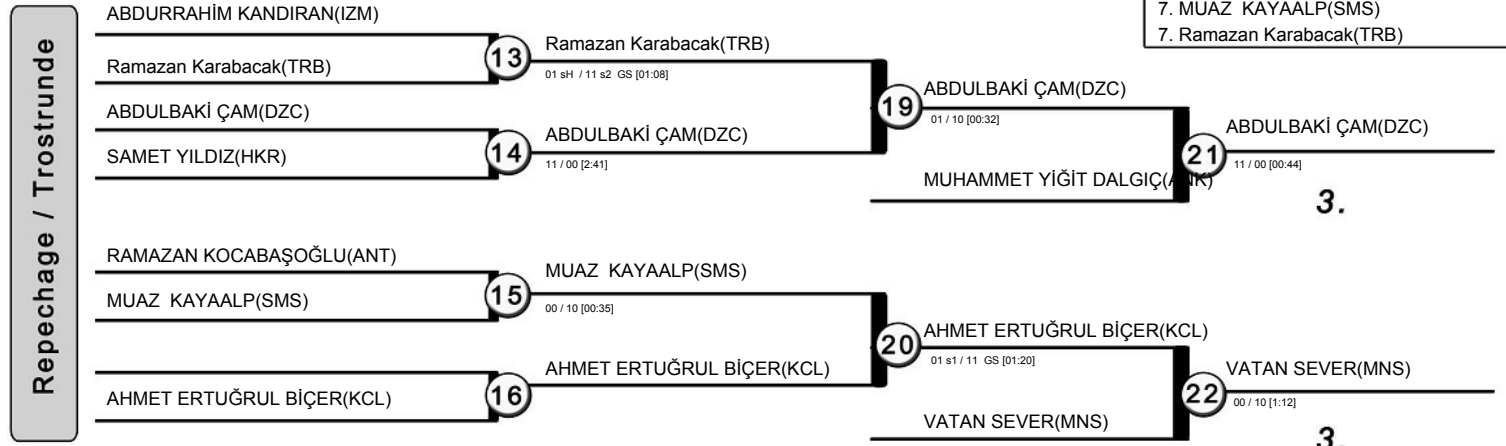 7. MUAZ  KAYAALP(SMS)
7. Ramazan Karabacak(TRB)
Repechage / Trostrunde
ABDURRAHİM KANDIRAN(IZM)
Ramazan Karabacak(TRB)
13
Ramazan Karabacak(TRB)
01 sH  / 11 s2  GS [01:08]
ABDULBAKİ ÇAM(DZC)
SAMET YILDIZ(HKR)
14
ABDULBAKİ ÇAM(DZC)
11 / 00 [2:41]
19
ABDULBAKİ ÇAM(DZC)
01 / 10 [00:32]
MUHAMMET YİĞİT DALGIÇ(ANK)
21
ABDULBAKİ ÇAM(DZC)
11 / 00 [00:44]
3.
RAMAZAN KOCABAŞOĞLU(ANT)
MUAZ  KAYAALP(SMS)
15
MUAZ  KAYAALP(SMS)
00 / 10 [00:35]
AHMET ERTUĞRUL BİÇER(KCL)
16
AHMET ERTUĞRUL BİÇER(KCL)
20
AHMET ERTUĞRUL BİÇER(KCL)
01 s1 / 11  GS [01:20]
VATAN SEVER(MNS)
22
VATAN SEVER(MNS)
00 / 10 [1:12]
3.